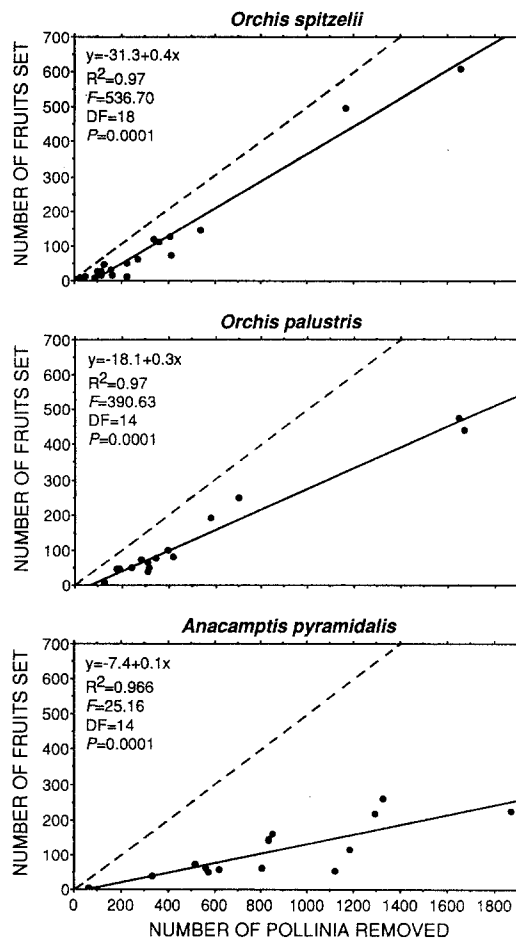 Orchis spitzelii
NUMBER OF FRUITS SET
700
600
500
400
300
200
100
0
y=-31.3+0.4x
R²=0.97
F=536.70
DF=18
P=0.0001
Orchis palustris
NUMBER OF FRUITS SET
700
600
500
400
300
200
100
0
y=-18.1+0.3x
R²=0.97
F=390.63
DF=14
P=0.0001
Anacamptis pyramidalis
NUMBER OF FRUITS SET
700
600
500
400
300
200
100
0
y=-7.4+0.1x
R²=0.966
F=25.16
DF=14
P=0.0001
0 200 400 600 800 1000 1200 1400 1600 1800
NUMBER OF POLLINIA REMOVED